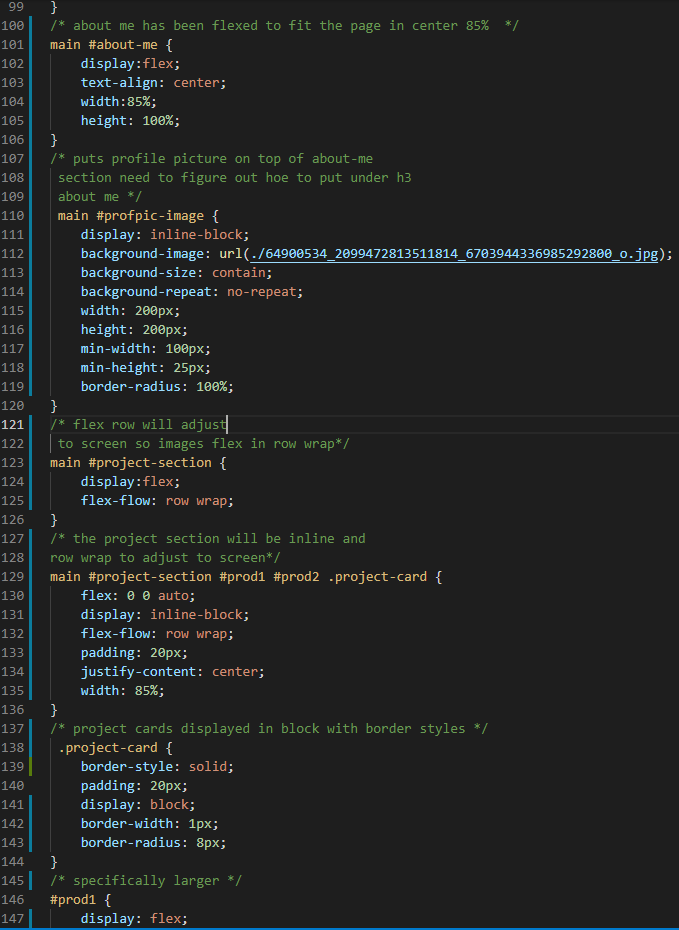 99 }
100 /* about me has been flexed to fit the page in center 85%  */
101 main #about-me {
102     display:flex;
103     text-align: center;
104     width:85%;
105     height: 100%;
106 }
107 /* puts profile picture on top of about-me
108  section need to figure out hoe to put under h3
109  about me */
110  main #profpic-image {
111     display: inline-block;
112     background-image: url(./64900534_2099472813511814_6703944336985292800_o.jpg);
113     background-size: contain;
114     background-repeat: no-repeat;
115     width: 200px;
116     height: 200px;
117     min-width: 100px;
118     min-height: 25px;
119     border-radius: 100%;
120 }
121 /* flex row will adjust
122  to screen so images flex in row wrap*/
123 main #project-section {
124     display:flex;
125     flex-flow: row wrap;
126 }
127 /* the project section will be inline and
128 row wrap to adjust to screen*/
129 main #project-section #prod1 #prod2 .project-card {
130     flex: 0 0 auto;
131     display: inline-block;
132     flex-flow: row wrap;
133     padding: 20px;
134     justify-content: center;
135     width: 85%;
136 }
137 /* project cards displayed in block with border styles */
138  .project-card {
139     border-style: solid;
140     padding: 20px;
141     display: block;
142     border-width: 1px;
143     border-radius: 8px;
144 }
145 /* specifically larger */
146 #prod1 {
147     display: flex;